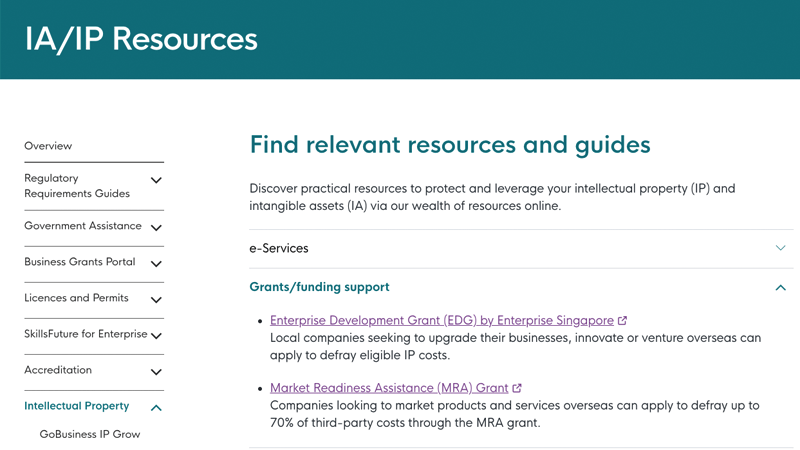 IA/IP Resources
Overview
Regulatory
Requirements Guides
Government Assistance
Business Grants Portal
Licences and Permits
SkillsFuture for Enterprise
Accreditation
Intellectual Property
GoBusiness IP Grow
Find relevant resources and guides
Discover practical resources to protect and leverage your intellectual property (IP) and
intangible assets (IA) via our wealth of resources online.
e-Services
Grants/funding support
• Enterprise Development Grant (EDG) by Enterprise Singapore
Local companies seeking to upgrade their businesses, innovate or venture overseas can
apply to defray eligible IP costs.
• Market Readiness Assistance (MRA) Grant
Companies looking to market products and services overseas can apply to defray up to
70% of third-party costs through the MRA grant.